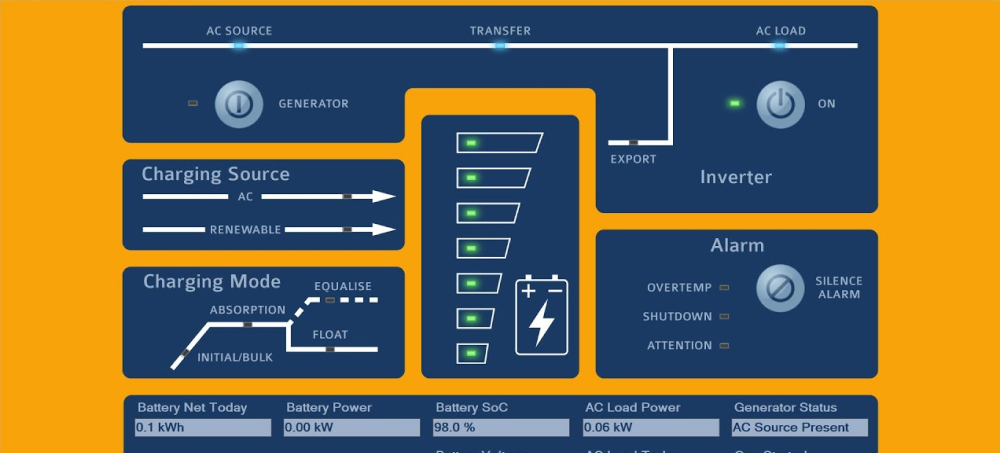 AC SOURCE
TRANSFER
AC LOAD
GENERATOR
ON
EXPORT
Inverter
Charging Source
AC
RENEWABLE
Charging Mode
EQUALISE
ABSORPTION
FLOAT
INITIAL/BULK
+ −
Alarm
OVERTEMP
SILENCE
ALARM
SHUTDOWN
ATTENTION
Battery Net Today
0.1 kWh
Battery Power
0.00 kW
Battery SoC
98.0 %
AC Load Power
0.06 kW
Generator Status
AC Source Present